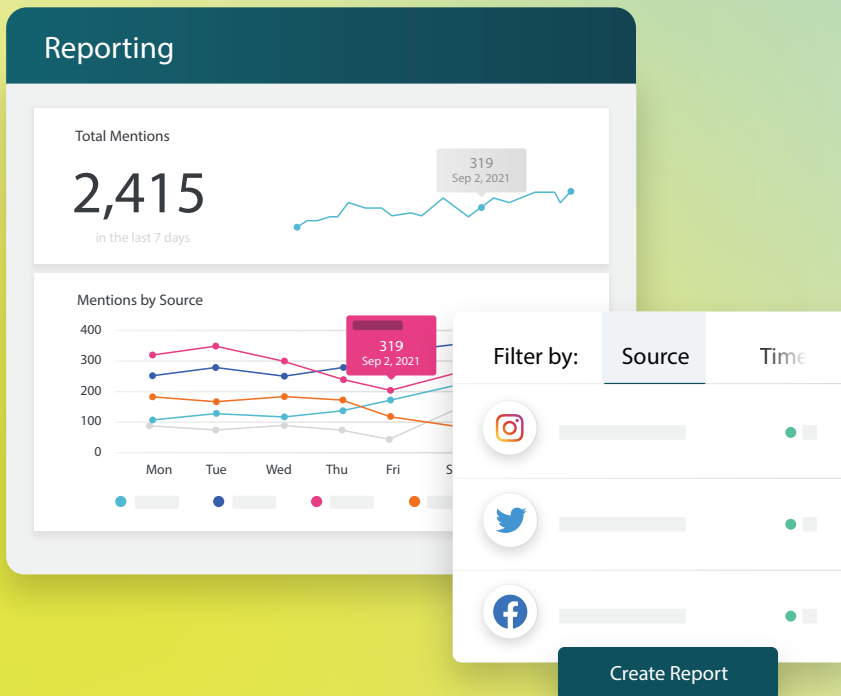 Reporting
Total Mentions
2,415
in the last 7 days
319
Sep 2, 2021
Mentions by Source
400
300
200
100
0
319
Sep 2, 2021
Mon
Tue
Wed
Thu
Fri
S
Filter by:
Source
Time
Create Report